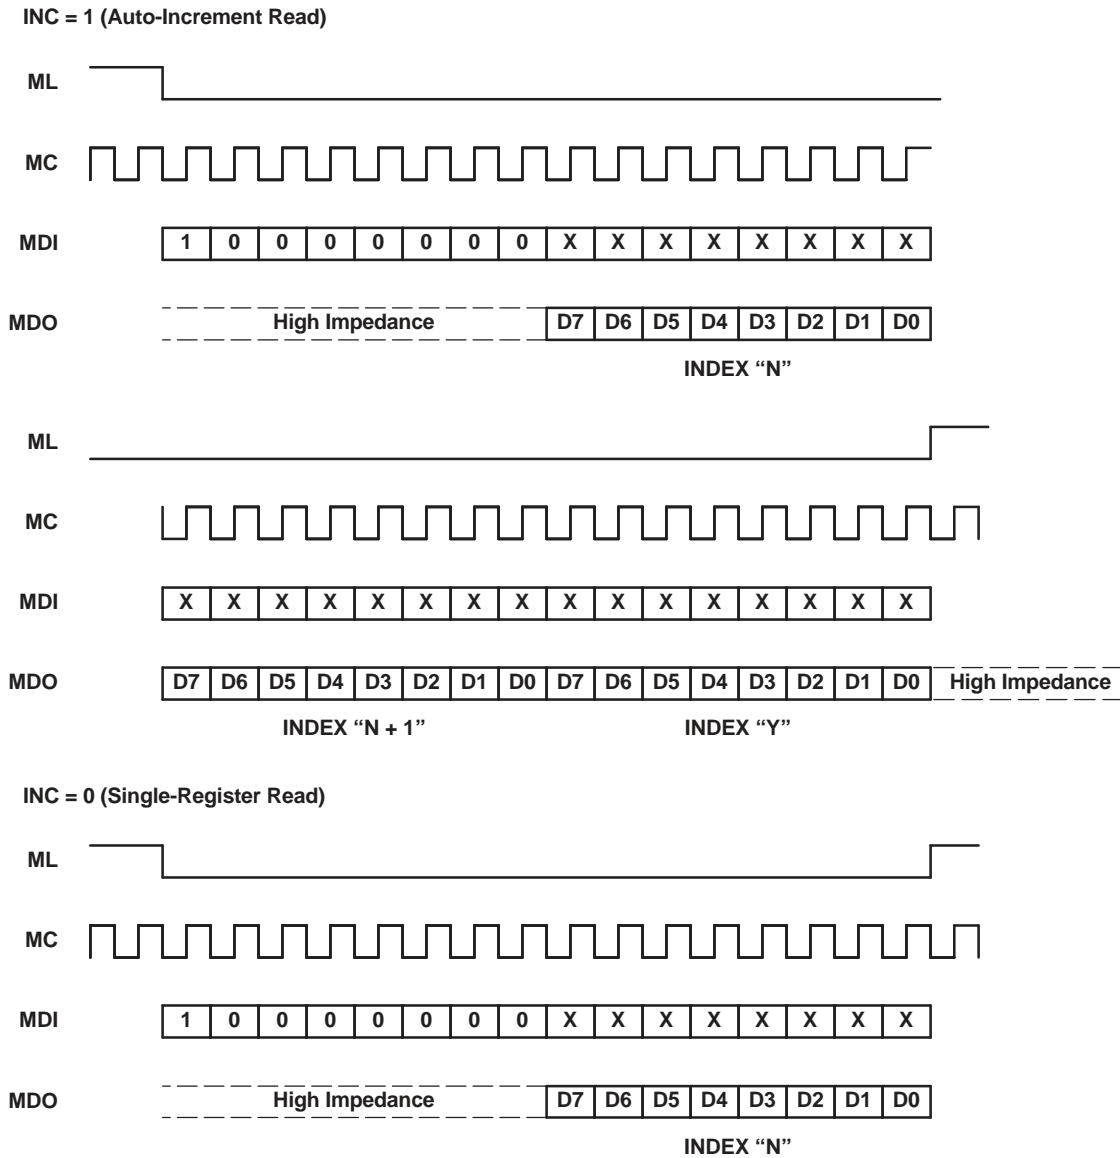 INC = 1 (Auto-Increment Read)
ML
MC
MDI 1 0 0 0 0 0 0 0 X X X X X X X X
MDO High Impedance D7 D6 D5 D4 D3 D2 D1 D0
INDEX “N”
ML
MC
MDI X X X X X X X X X X X X X X X X
MDO D7 D6 D5 D4 D3 D2 D1 D0 D7 D6 D5 D4 D3 D2 D1 D0 High Impedance
INDEX “N + 1” INDEX “Y”
INC = 0 (Single-Register Read)
ML
MC
MDI 1 0 0 0 0 0 0 0 X X X X X X X X
MDO High Impedance D7 D6 D5 D4 D3 D2 D1 D0
INDEX “N”